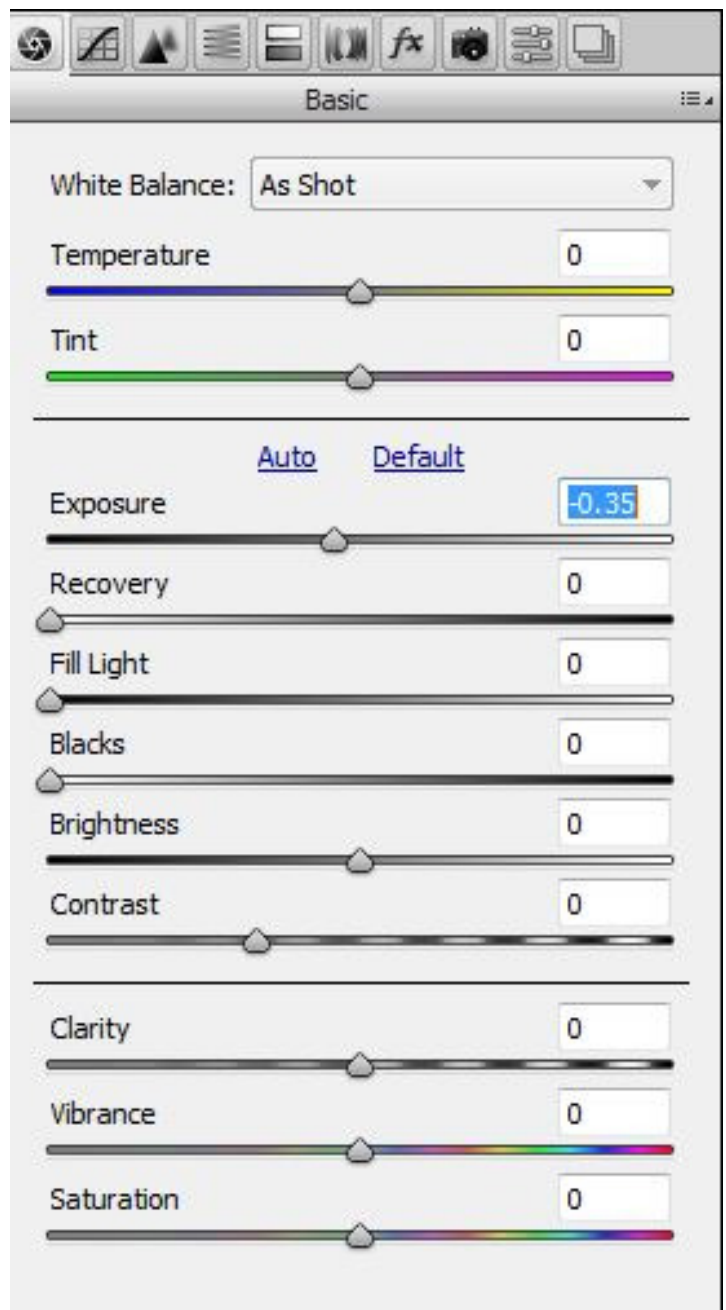 fx
Basic
White Balance: As Shot
Temperature 0
Tint 0
Auto Default
Exposure -0.35
Recovery 0
Fill Light 0
Blacks 0
Brightness 0
Contrast 0
Clarity 0
Vibrance 0
Saturation 0